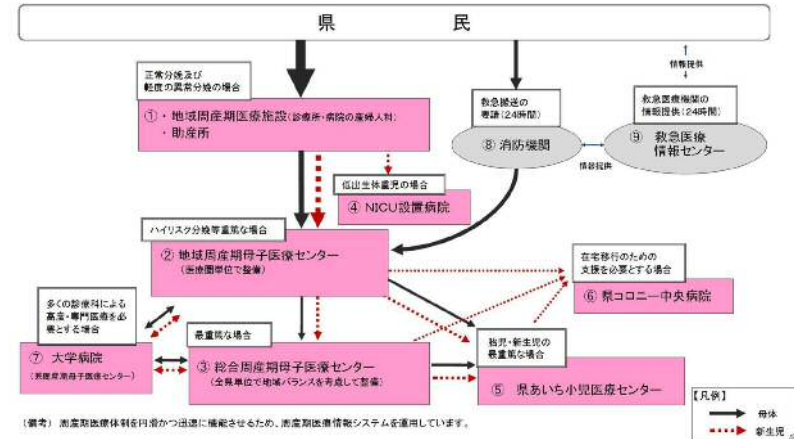 県 民
正常分娩及び
軽度の異常分娩の場合
①・地域周産期医療施設(診療所・病院の産婦人科)
・助産所
救急搬送の
要請(24時間)
⑧ 消防機関
情報提供
救急医療機関の
情報提供(24時間)
⑨ 救急医療
情報センター
情報提供
低出生体重児の場合
④ NICU設置病院
ハイリスク分娩等重篤な場合
② 地域周産期母子医療センター
(医療圏単位で整備)
在宅移行のための
支援を必要とする場合
⑥ 県コロニー中央病院
多くの診療科による
高度・専門医療を必
要とする場合
⑦ 大学病院
(周産期母子医療センター)
最重篤な場合
③ 総合周産期母子医療センター
(全県単位で地域バランスを考慮して整備)
胎児・新生児の
最重篤な場合
⑤ 県あいち小児医療センター
【凡例】
母体
新生児
(備考) 周産期医療体制を円滑かつ迅速に機能させるため、周産期医療情報システムを運用しています。